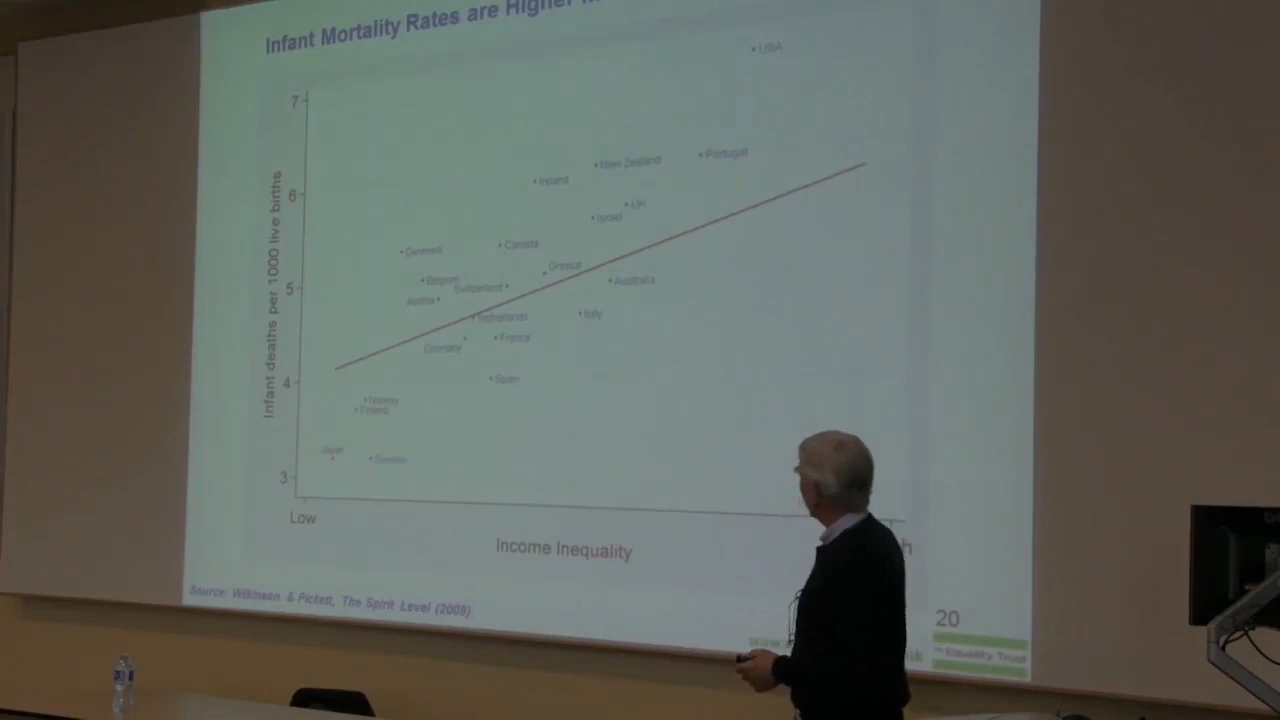 Infant Mortality Rates are Higher in
USA
7
New Zealand
Portugal
Ireland
6
UK
Israel
Denmark
Canada
Greece
Belgium
Switzerland
Australia
5
Austria
Netherlands
Italy
Germany
France
4
Spain
Norway
Finland
Japan
Sweden
3
Infant deaths per 1000 live births
Low
Income Inequality
h
Source: Wilkinson & Pickett, The Spirit Level (2009)
20
www
uk
The Equality Trust